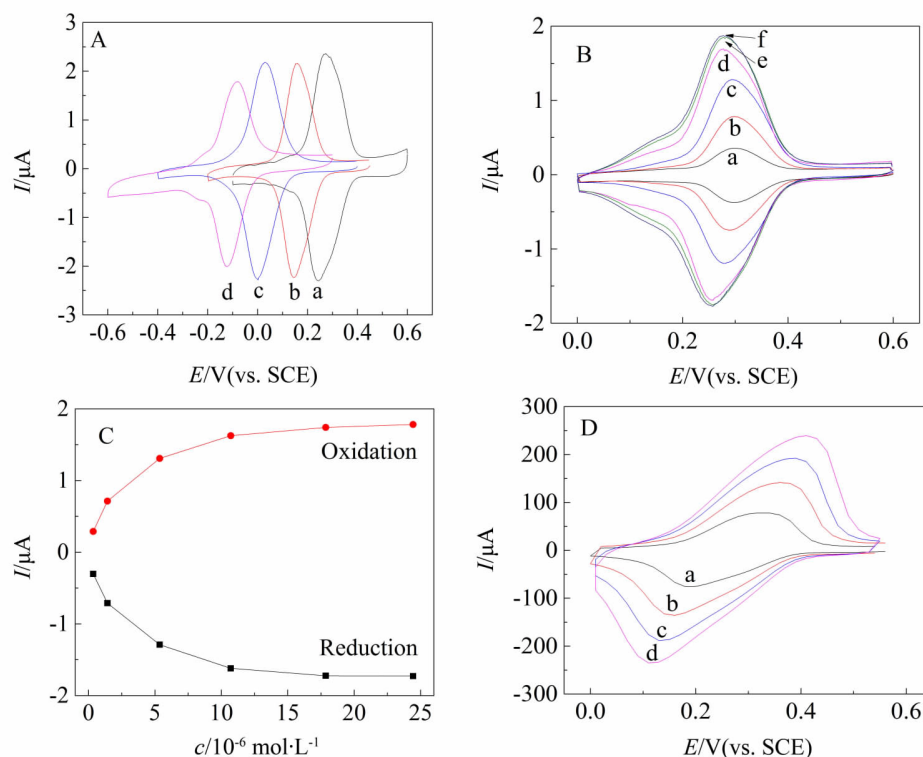 A
3
2
1
0
1
2
3
I/μA
d c b a
-0.6 -0.4 -0.2 0.0 0.2 0.4 0.6
E/V(vs. SCE)
B
2
1
0
-1
-2
I/μA
f
e
d
c
b
a
0.0 0.2 0.4 0.6
E/V(vs. SCE)
C
2
1
0
-1
-2
I/μA
Oxidation
Reduction
0 5 10 15 20 25
c/10⁻⁶ mol·L⁻¹
D
300
200
100
0
-100
-200
-300
I/μA
a
b
c
d
0.0 0.2 0.4 0.6
E/V(vs. SCE)